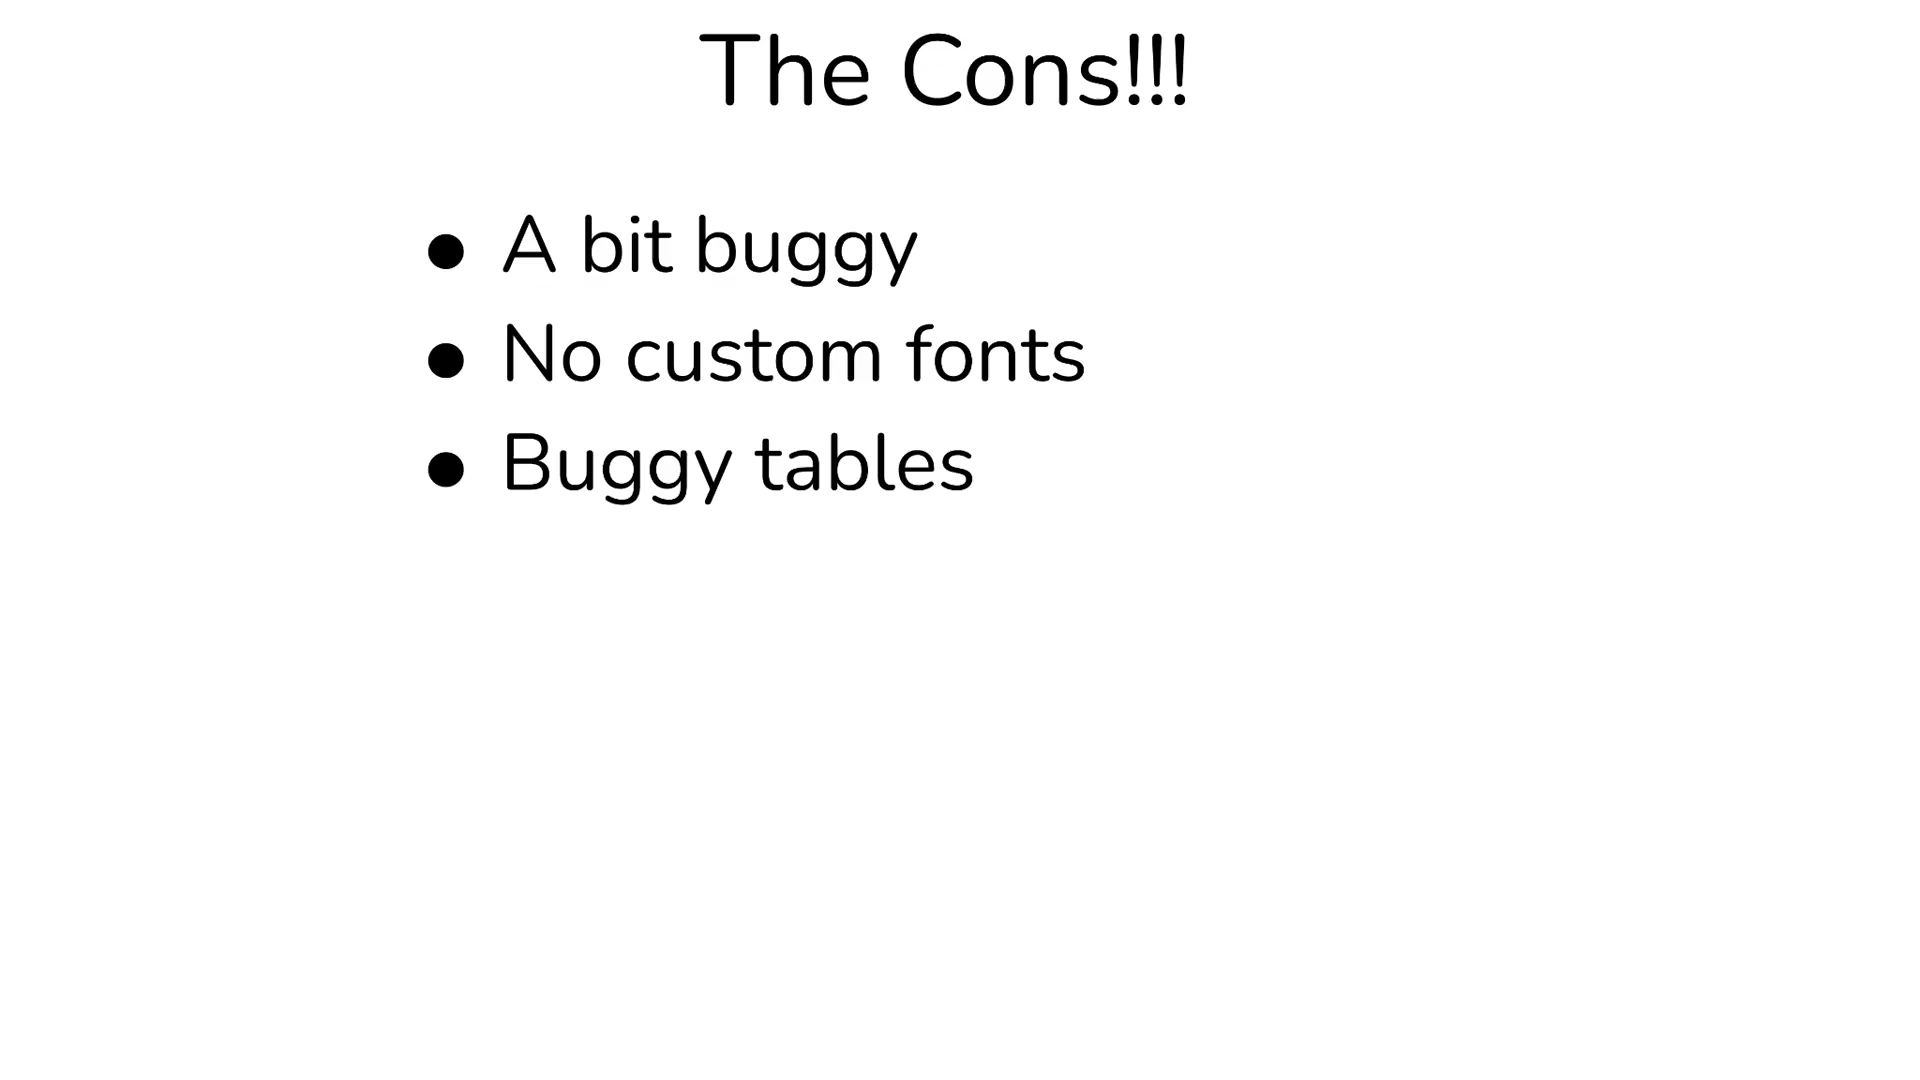 The Cons!!!
● A bit buggy
● No custom fonts
● Buggy tables